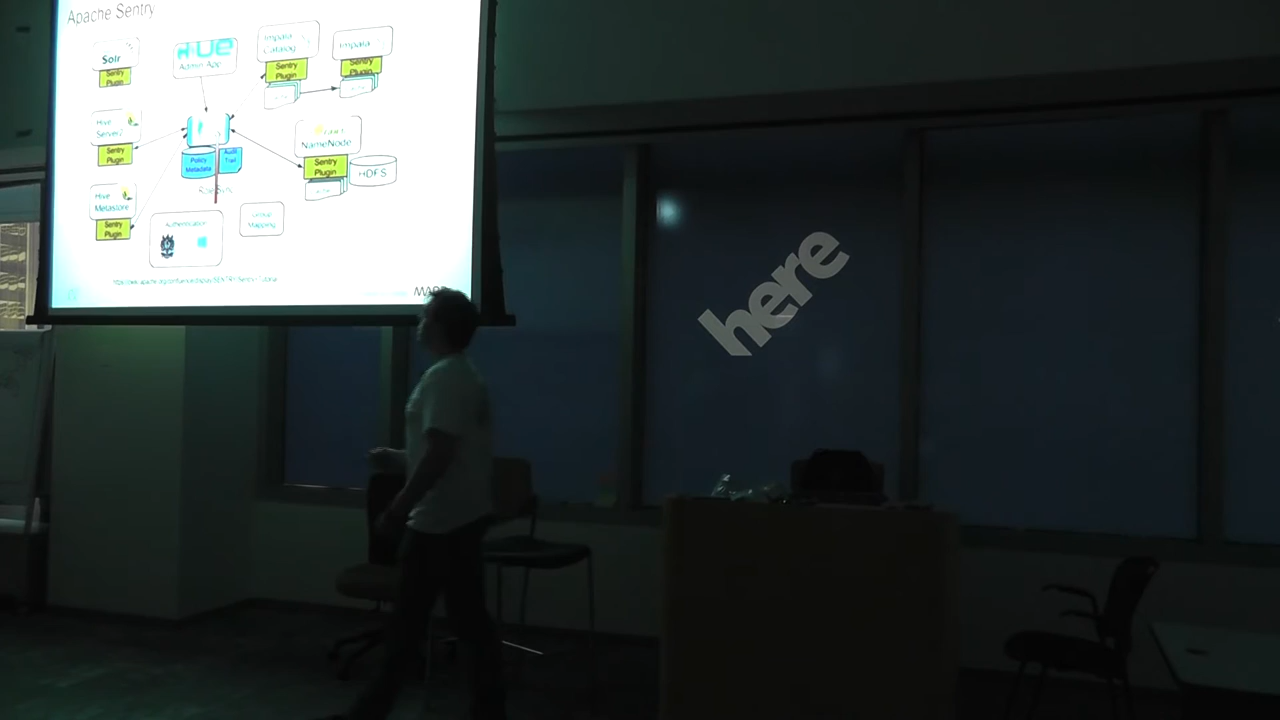 Apache Sentry
Solr
Sentry
Plugin
HUE
Admin App
Impala
Catalog
Sentry
Plugin
Impala
Sentry
Plugin
Hive
Server2
Sentry
Plugin
Policy
Metadata
Audit
Trail
NameNode
Sentry
Plugin
HDFS
Hive
Metastore
Sentry
Plugin
Authentication
Group
Mapping
here